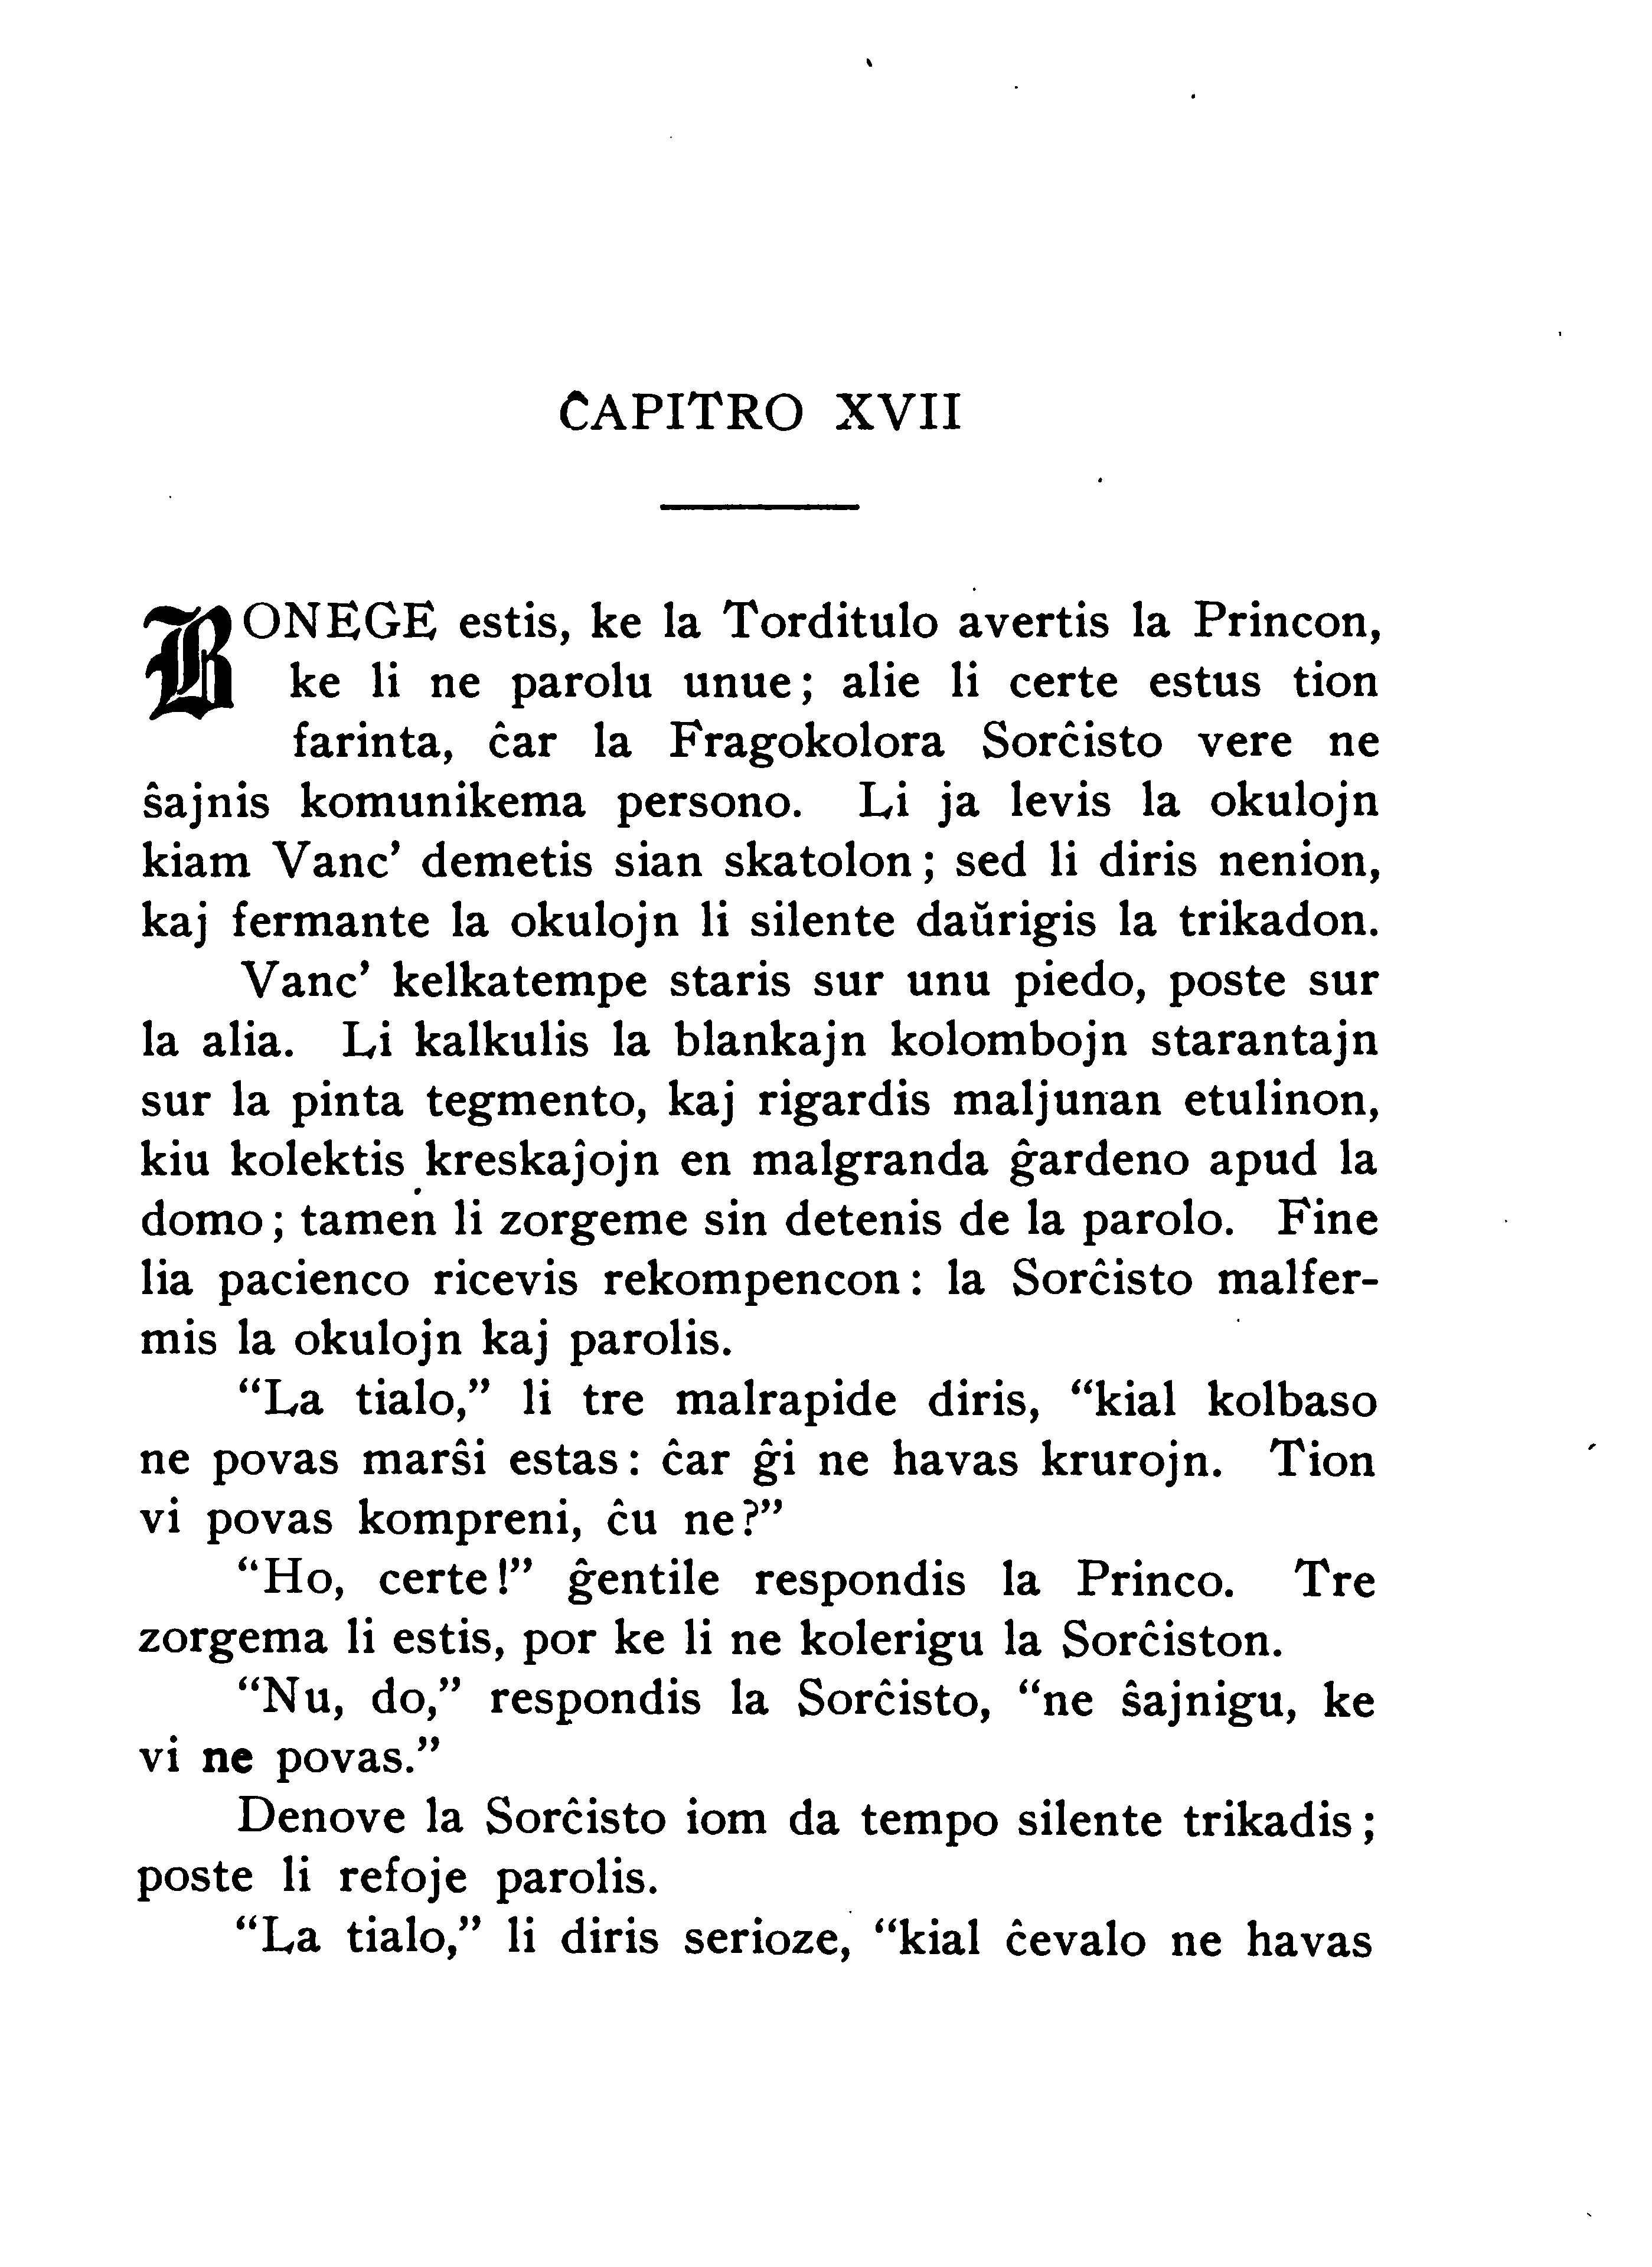 ĈAPITRO XVII
BONEGE estis, ke la Torditulo avertis la Princon,
ke li ne parolu unue; alie li certe estus tion
farinta, ĉar la Fragokolora Sorĉisto vere ne
ŝajnis komunikema persono. Li ja levis la okulojn
kiam Vanc’ demetis sian skatolon; sed li diris nenion,
kaj fermante la okulojn li silente daŭrigis la trikadon.
Vanc’ kelkatempe staris sur unu piedo, poste sur
la alia. Li kalkulis la blankajn kolombojn starantajn
sur la pinta tegmento, kaj rigardis maljunan etulinon,
kiu kolektis kreskaĵojn en malgranda ĝardeno apud la
domo; tamen li zorgeme sin detenis de la parolo. Fine
lia pacienco ricevis rekompencon: la Sorĉisto malfer-
mis la okulojn kaj parolis.
“La tialo,” li tre malrapide diris, “kial kolbaso
ne povas marŝi estas: ĉar ĝi ne havas krurojn. Tion
vi povas kompreni, ĉu ne?”
“Ho, certe!” ĝentile respondis la Princo. Tre
zorgema li estis, por ke li ne kolerigu la Sorĉiston.
“Nu, do,” respondis la Sorĉisto, “ne ŝajnigu, ke
vi ne povas.”
Denove la Sorĉisto iom da tempo silente trikadis;
poste li refoje parolis.
“La tialo,” li diris serioze, “kial ĉevalo ne havas